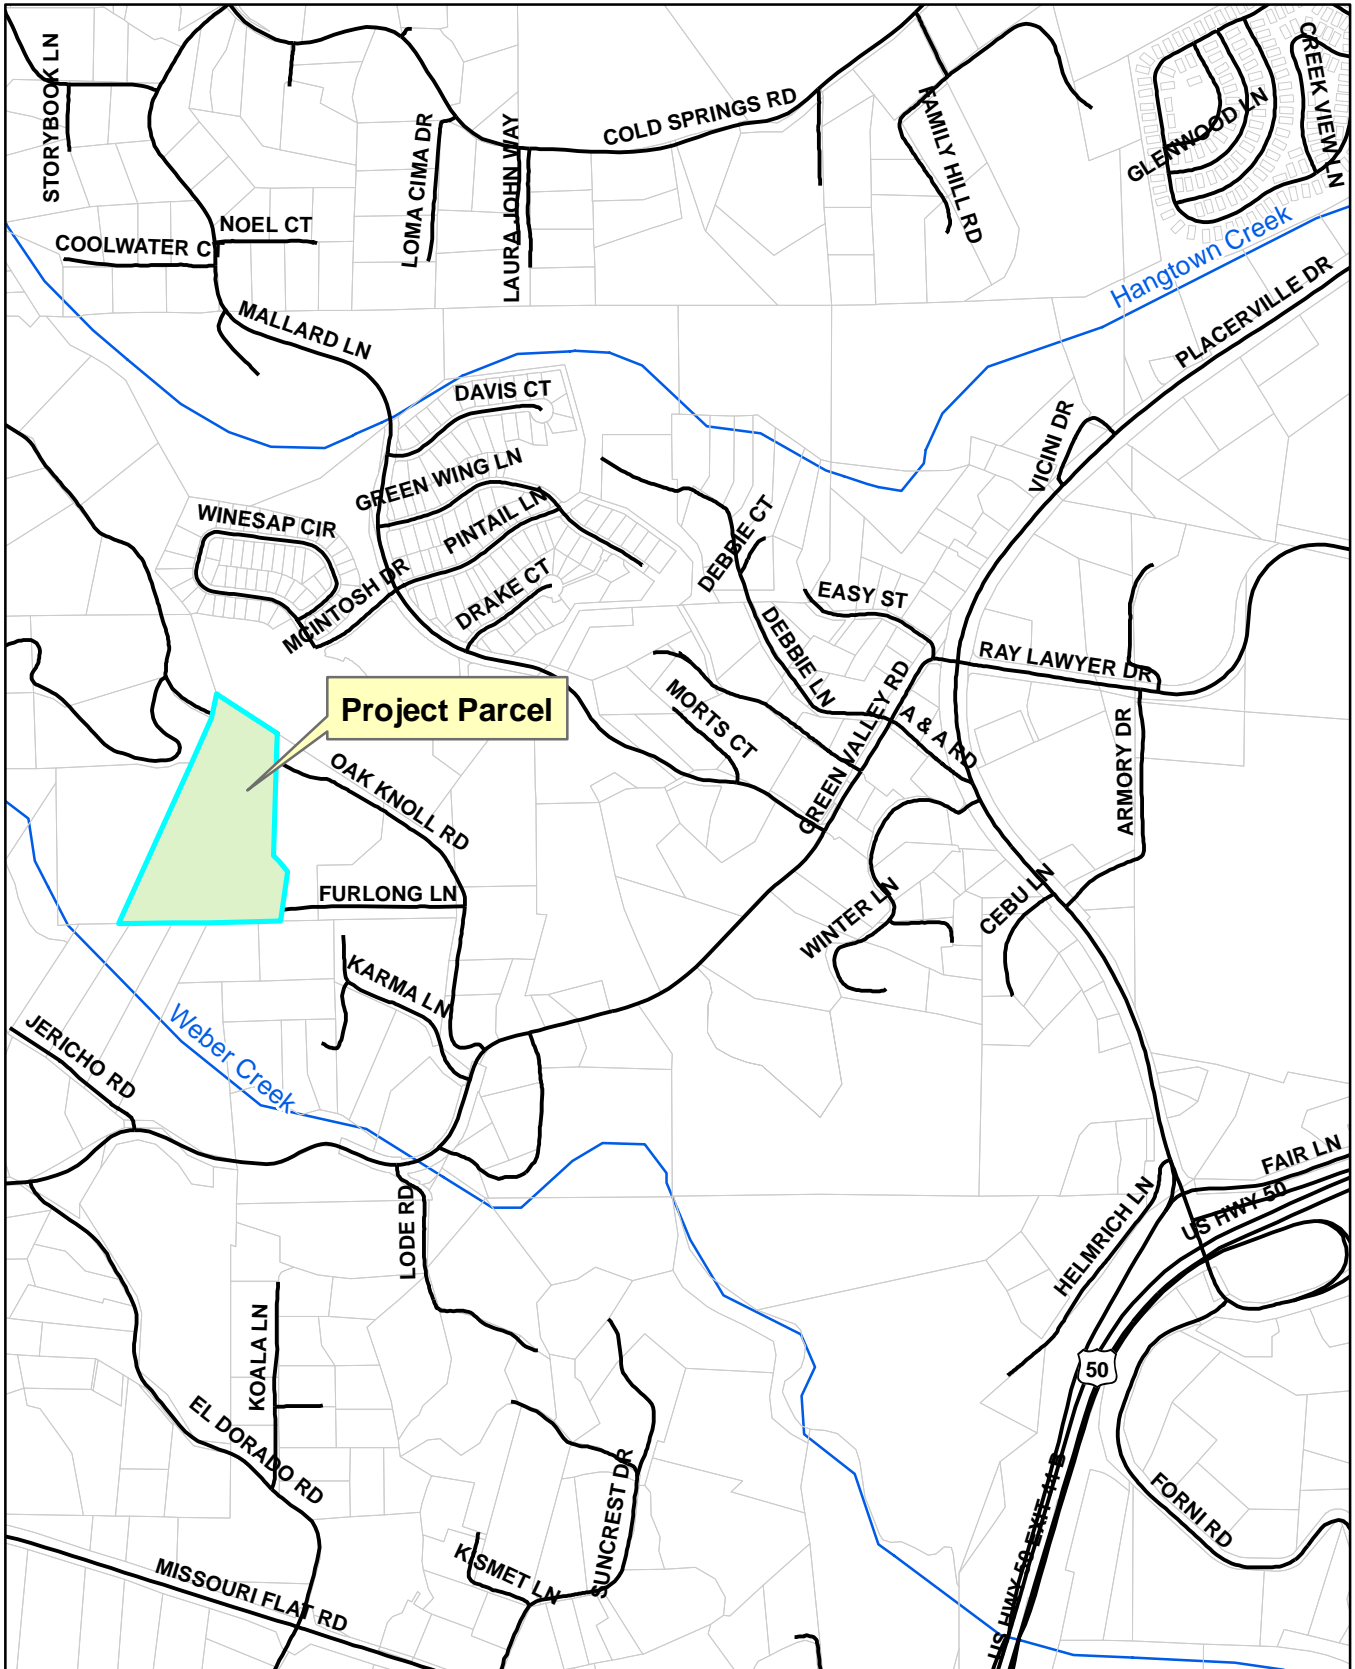 STORYBOOK LN
LOMA CIMA DR
LAURA JOHN WAY
COLD SPRINGS RD
FAMILY HILL RD
GLENWOOD LN
CREEK VIEW LN
NOEL CT
COOLWATER C
Hangtown Creek
PLACERVILLE DR
MALLARD LN
DAVIS CT
VICINI DR
GREEN WING LN
WINESAP CIR
PINTAIL LN
DEBBIE CT
MCINTOSH DR
DRAKE CT
EASY ST
DEBBIE LN
RAY LAWYER DR
Project Parcel
MORTS CT
GREEN VALLEY RD
A & A RD
ARMORY DR
OAK KNOLL RD
FURLONG LN
WINTER LN
CEBU LN
KARMA LN
JERICHO RD
Weber Creek
FAIR LN
US HWY 50
LODE RD
HELMRICH LN
KOALA LN
50
EL DORADO RD
SUNCREST DR
US HWY 50 EXIT 44 B
FORNI RD
KISMET LN
MISSOURI FLAT RD